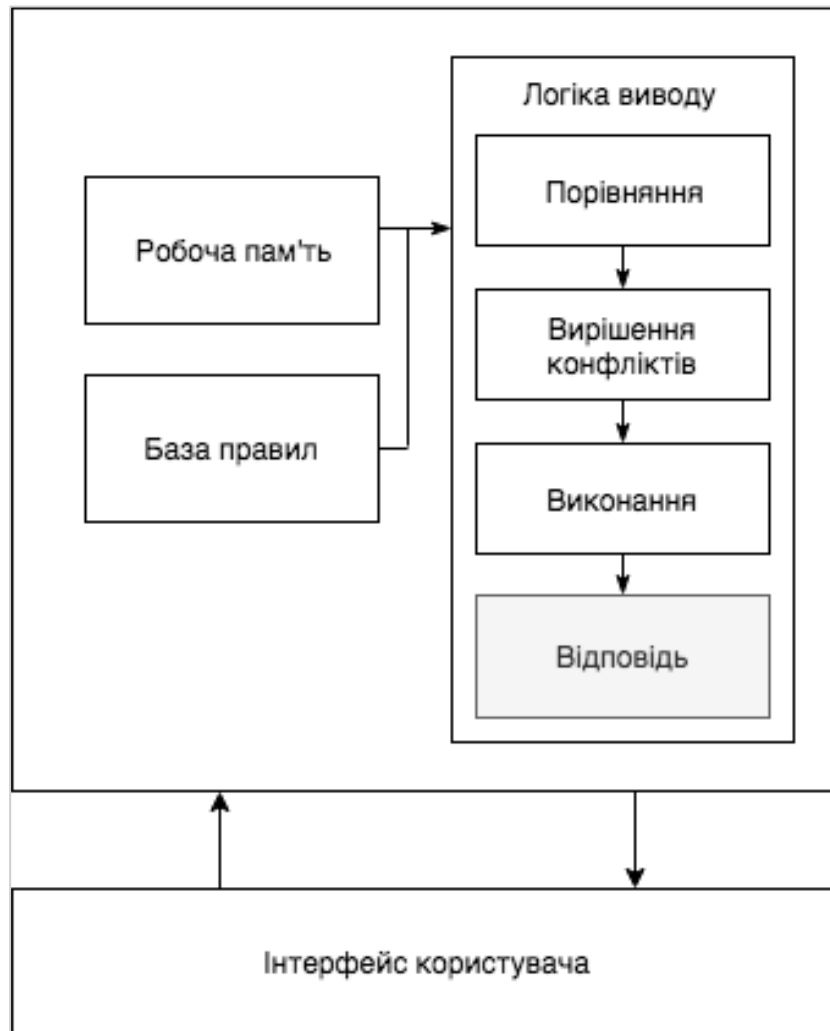 Логіка виводу
Порівняння
Робоча пам'ть
Вирішення
конфліктів
База правил
Виконання
Відповідь
Інтерфейс користувача